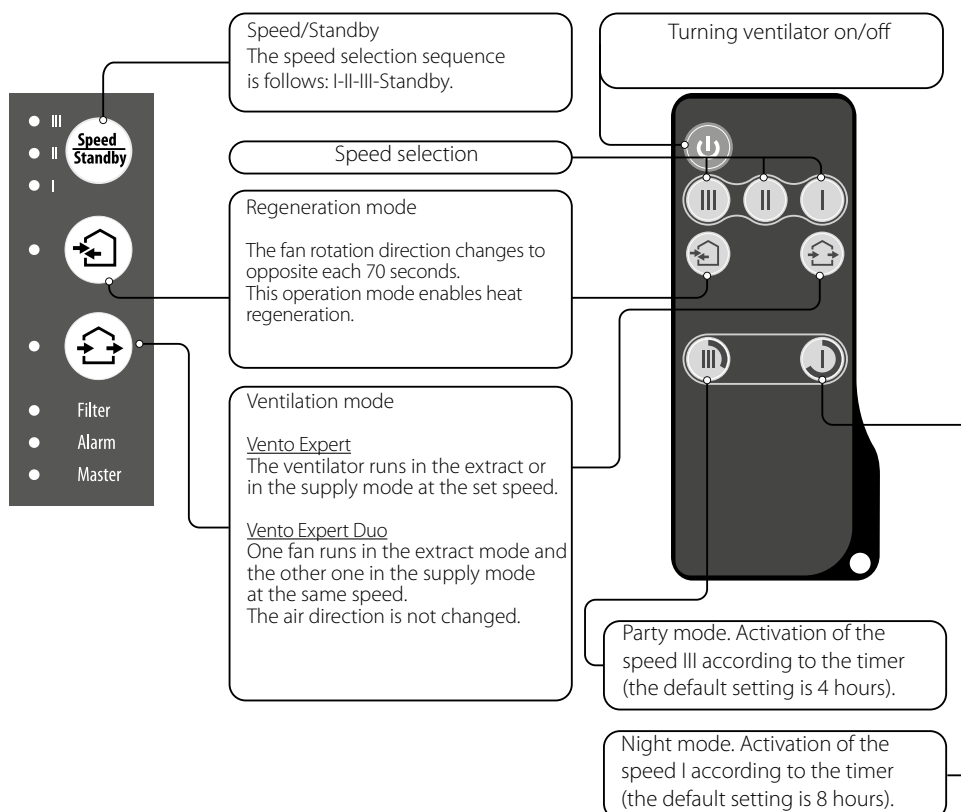 Speed/Standby
The speed selection sequence
is follows: I-II-III-Standby.
Turning ventilator on/off
III
II
I
Speed
Standby
Speed selection
III
II
I
Regeneration mode
The fan rotation direction changes to
opposite each 70 seconds.
This operation mode enables heat
regeneration.
III
I
Filter
Alarm
Master
Ventilation mode
Vento Expert
The ventilator runs in the extract or
in the supply mode at the set speed.
Vento Expert Duo
One fan runs in the extract mode and
the other one in the supply mode
at the same speed.
The air direction is not changed.
Party mode. Activation of the
speed III according to the timer
(the default setting is 4 hours).
Night mode. Activation of the
speed I according to the timer
(the default setting is 8 hours).